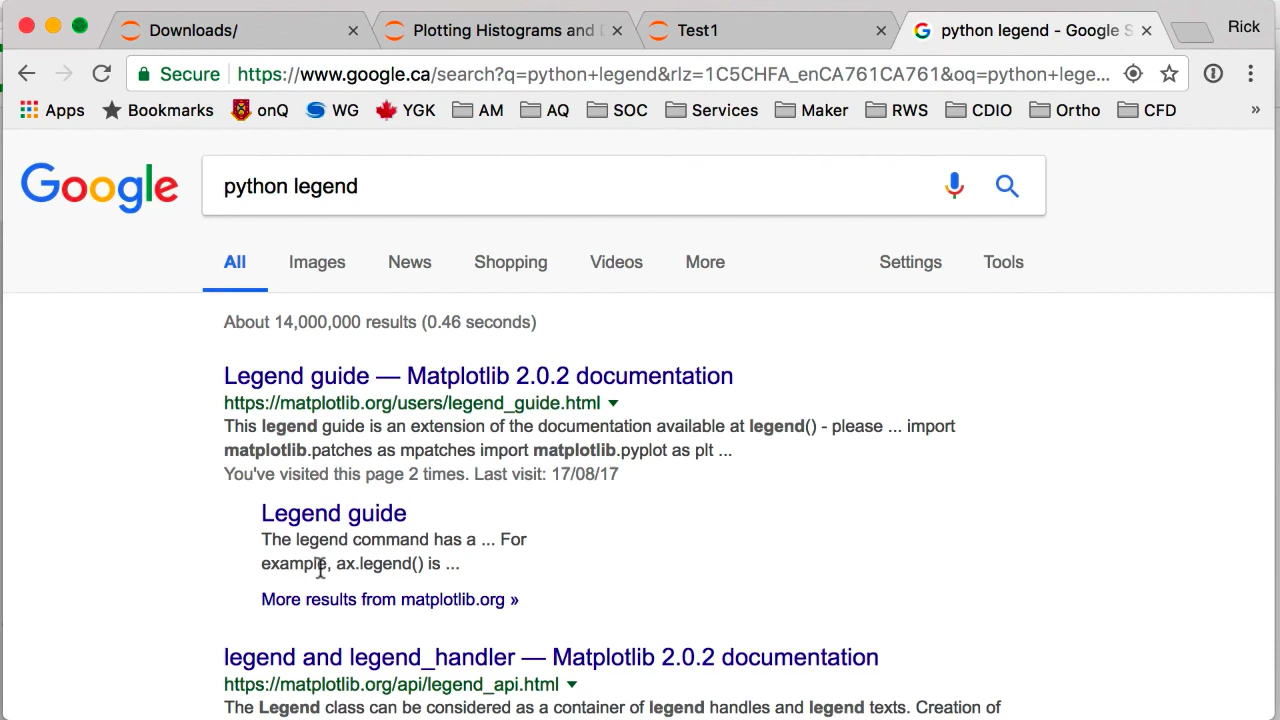 Downloads/
Plotting Histograms and
Test1
python legend - Google S
Rick
Secure https://www.google.ca/search?q=python+legend&rlz=1C5CHFA_enCA761CA761&oq=python+lege...
Apps Bookmarks onQ WG YGK AM AQ SOC Services Maker RWS CDIO Ortho CFD »
Google
python legend
All Images News Shopping Videos More Settings Tools
About 14,000,000 results (0.46 seconds)
Legend guide — Matplotlib 2.0.2 documentation
https://matplotlib.org/users/legend_guide.html
This legend guide is an extension of the documentation available at legend() - please ... import
matplotlib.patches as mpatches import matplotlib.pyplot as plt ...
You've visited this page 2 times. Last visit: 17/08/17
Legend guide
The legend command has a ... For
example, ax.legend() is ...
More results from matplotlib.org »
legend and legend_handler — Matplotlib 2.0.2 documentation
https://matplotlib.org/api/legend_api.html
The Legend class can be considered as a container of legend handles and legend texts. Creation of